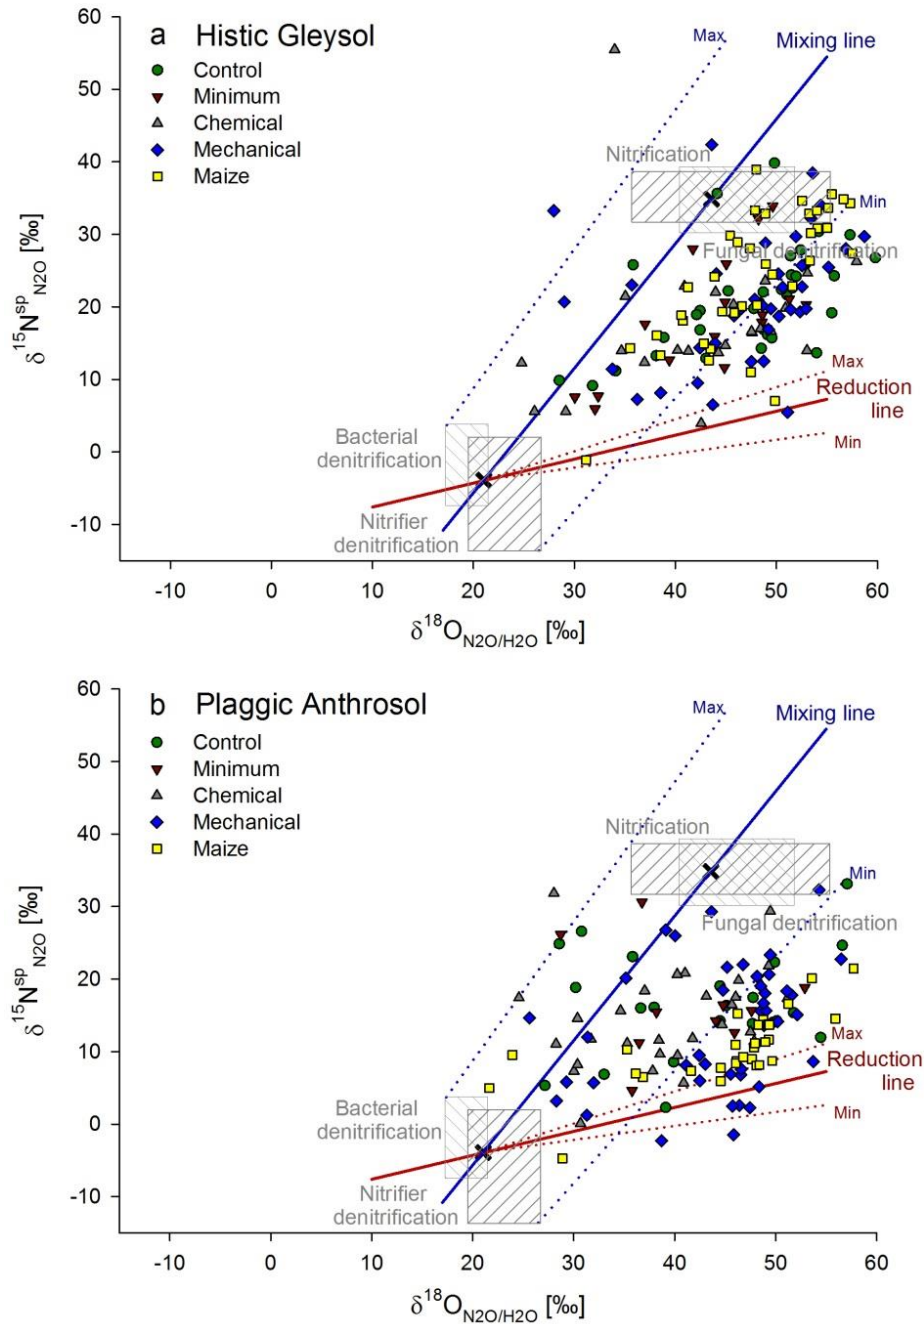 60
50
40
30
20
10
0
-10
δ¹⁵Nˢᵖ N2O [‰]
a Histic Gleysol
Control
Minimum
Chemical
Mechanical
Maize
Max
Mixing line
Nitrification
Min
Fungal denitrification
Max
Reduction line
Min
Bacterial denitrification
Nitrifier denitrification
-10 0 10 20 30 40 50 60
δ¹⁸O N2O/H2O [‰]
60
50
40
30
20
10
0
-10
δ¹⁵Nˢᵖ N2O [‰]
b Plaggic Anthrosol
Control
Minimum
Chemical
Mechanical
Maize
Max
Mixing line
Nitrification
Min
Fungal denitrification
Max
Reduction line
Min
Bacterial denitrification
Nitrifier denitrification
-10 0 10 20 30 40 50 60
δ¹⁸O N2O/H2O [‰]